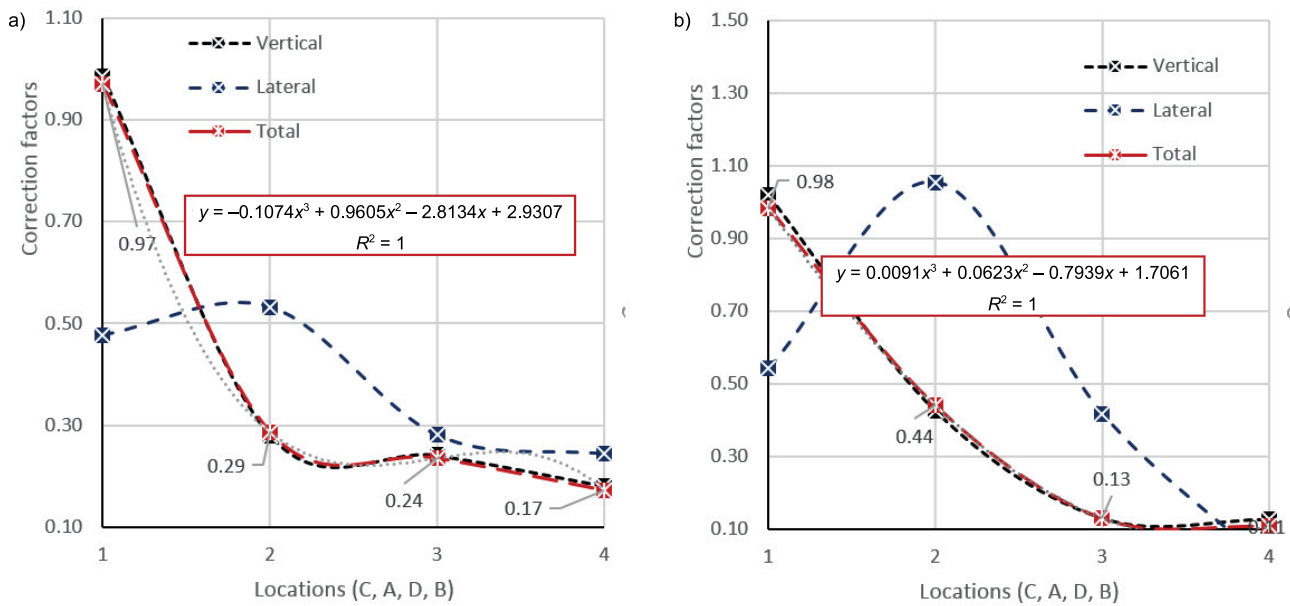 a)
1.10
0.90
0.70
0.50
0.30
0.10
Correction factors
Vertical
Lateral
Total
y = –0.1074x³ + 0.9605x² – 2.8134x + 2.9307
R² = 1
0.97
0.29
0.24
0.17
1
2
3
4
Locations (C, A, D, B)
b)
1.50
1.30
1.10
0.90
0.70
0.50
0.30
0.10
Correction factors
Vertical
Lateral
Total
0.98
y = 0.0091x³ + 0.0623x² – 0.7939x + 1.7061
R² = 1
0.44
0.13
0.11
1
2
3
4
Locations (C, A, D, B)